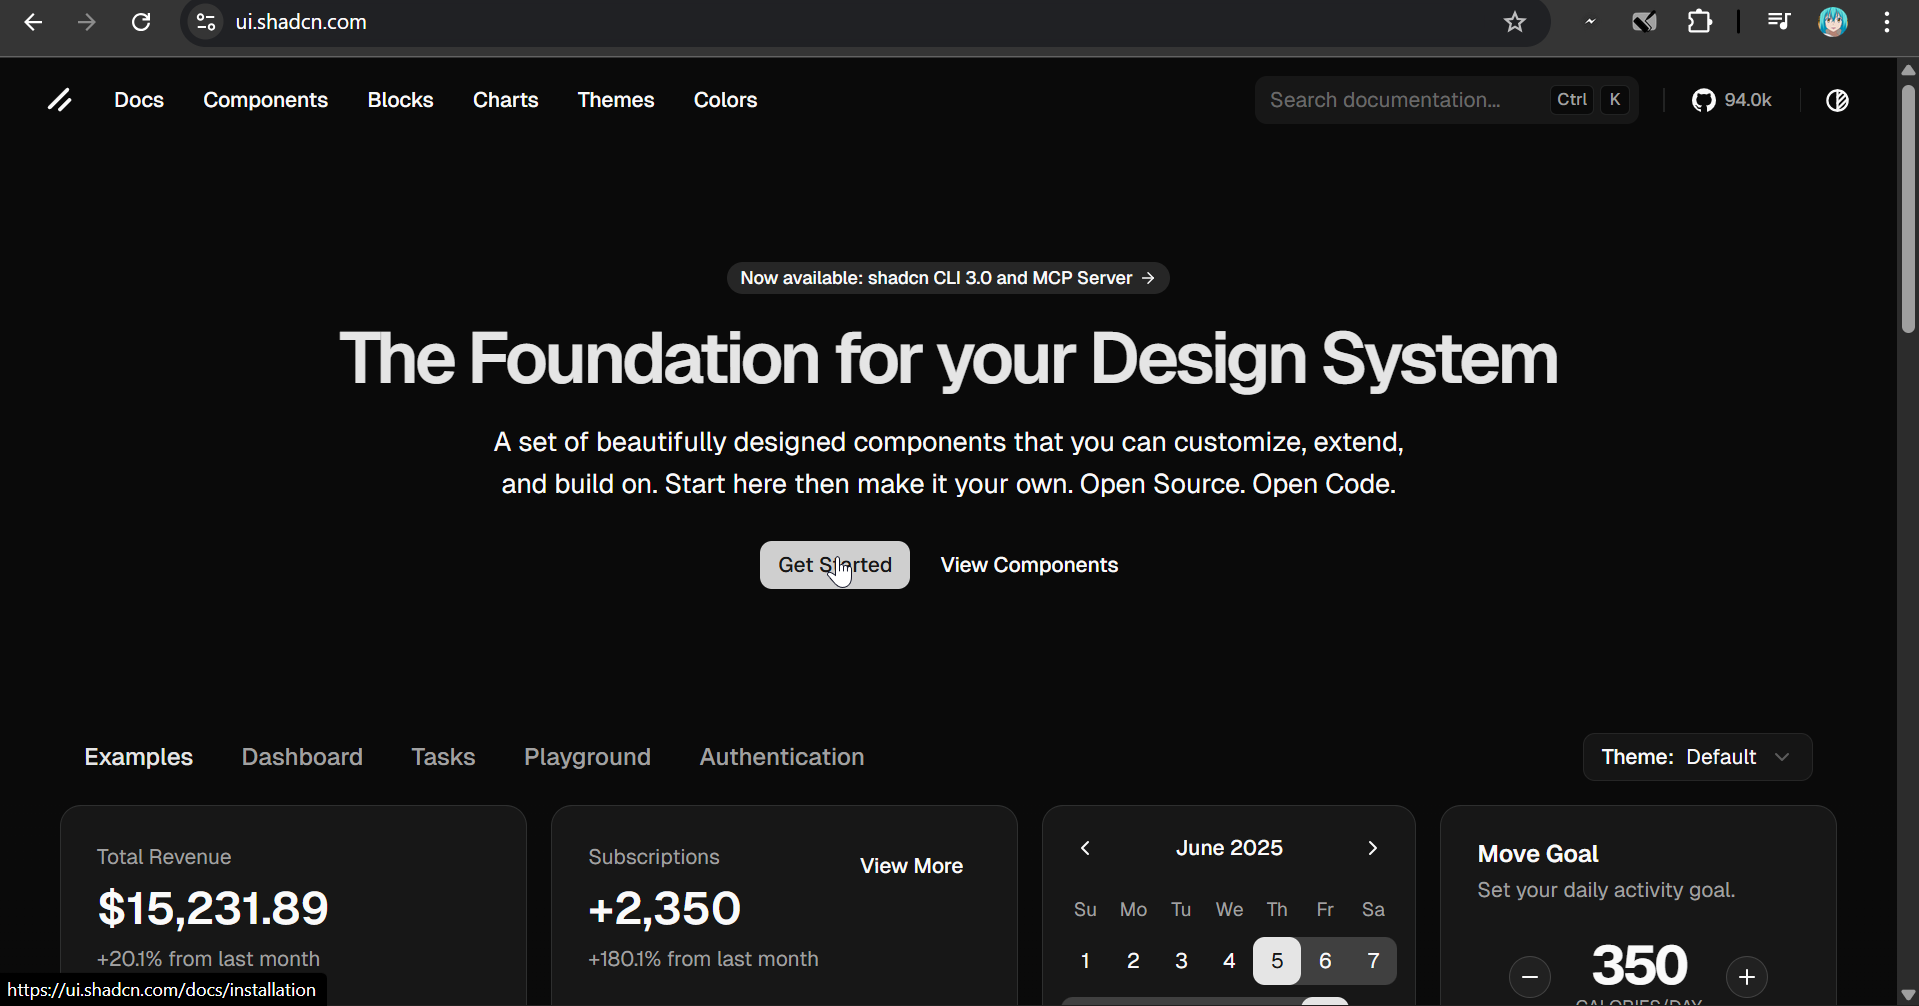 ui.shadcn.com
Docs Components Blocks Charts Themes Colors Search documentation... Ctrl K 94.0k
Now available: shadcn CLI 3.0 and MCP Server →
The Foundation for your Design System
A set of beautifully designed components that you can customize, extend,
and build on. Start here then make it your own. Open Source. Open Code.
Get Started View Components
Examples Dashboard Tasks Playground Authentication Theme: Default
Total Revenue
$15,231.89
+20.1% from last month
Subscriptions
View More
+2,350
+180.1% from last month
June 2025
Su Mo Tu We Th Fr Sa
1 2 3 4 5 6 7
Move Goal
Set your daily activity goal.
350
CALORIES/DAY
https://ui.shadcn.com/docs/installation